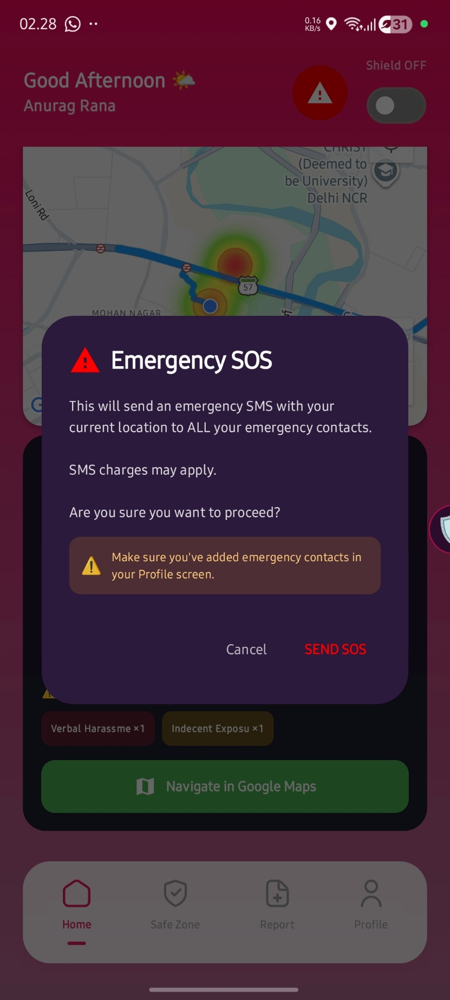 02.28
0.16
KB/s
31
Shield OFF
Good Afternoon
Anurag Rana
CHRIST
(Deemed to
be University)
Delhi NCR
Loni Rd
57
MOHAN NAGAR
Emergency SOS
This will send an emergency SMS with your
current location to ALL your emergency contacts.
SMS charges may apply.
Are you sure you want to proceed?
Make sure you've added emergency contacts in
your Profile screen.
Cancel
SEND SOS
Verbal Harassme ×1
Indecent Exposu ×1
Navigate in Google Maps
Home
Safe Zone
Report
Profile